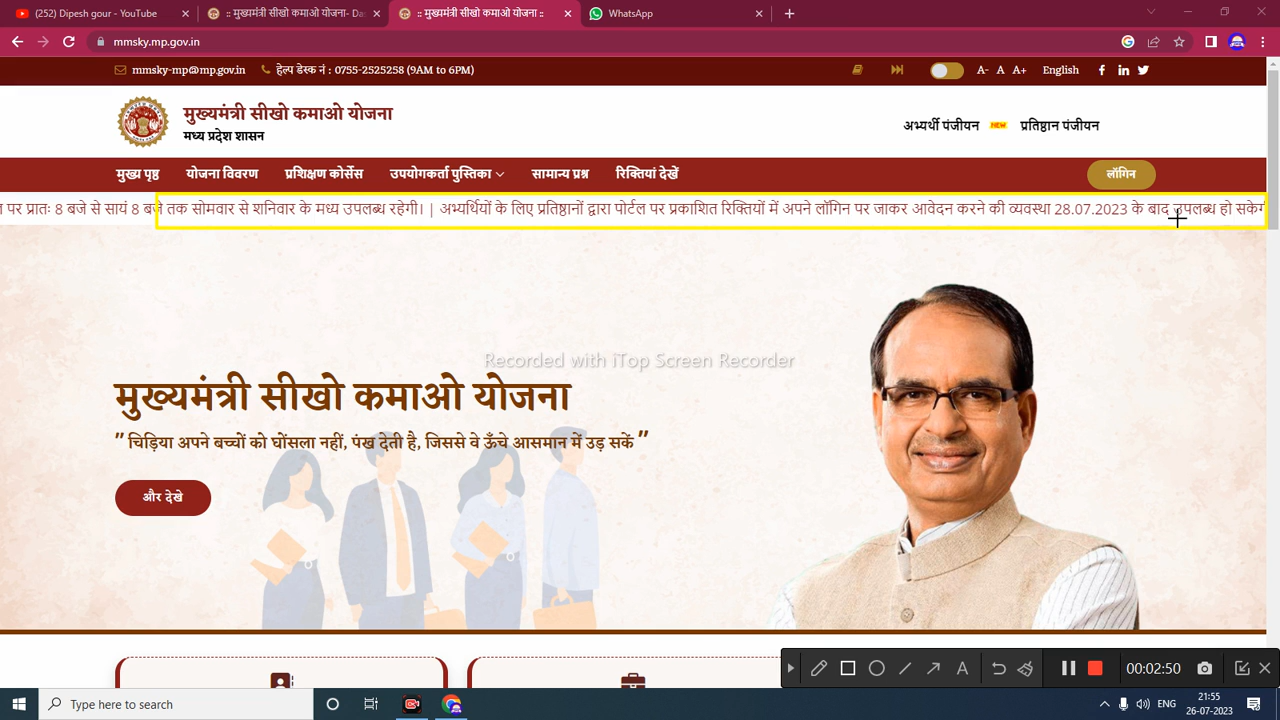 (252) Dipesh gour - YouTube
:: मुख्यमंत्री सीखो कमाओ योजना- Da
:: मुख्यमंत्री सीखो कमाओ योजना ::
WhatsApp
mmsky.mp.gov.in
mmsky-mp@mp.gov.in
हेल्प डेस्क नं : 0755-2525258 (9AM to 6PM)
A- A A+
English
मुख्यमंत्री सीखो कमाओ योजना
मध्य प्रदेश शासन
अभ्यर्थी पंजीयन
NEW
प्रतिष्ठान पंजीयन
मुख्य पृष्ठ
योजना विवरण
प्रशिक्षण कोर्सेस
उपयोगकर्ता पुस्तिका
सामान्य प्रश्न
रिक्तियां देखें
लॉगिन
पर प्रातः 8 बजे से सायं 8 बजे तक सोमवार से शनिवार के मध्य उपलब्ध रहेगी। | अभ्यर्थियों के लिए प्रतिष्ठानों द्वारा पोर्टल पर प्रकाशित रिक्तियों में अपने लॉगिन पर जाकर आवेदन करने की व्यवस्था 28.07.2023 के बाद उपलब्ध हो
Recorded with iTop Screen Recorder
मुख्यमंत्री सीखो कमाओ योजना
" चिड़िया अपने बच्चों को घोंसला नहीं, पंख देती है, जिससे वे ऊँचे आसमान में उड़ सकें "
और देखे
A
00:02:50
Type here to search
ENG
21:55
26-07-2023